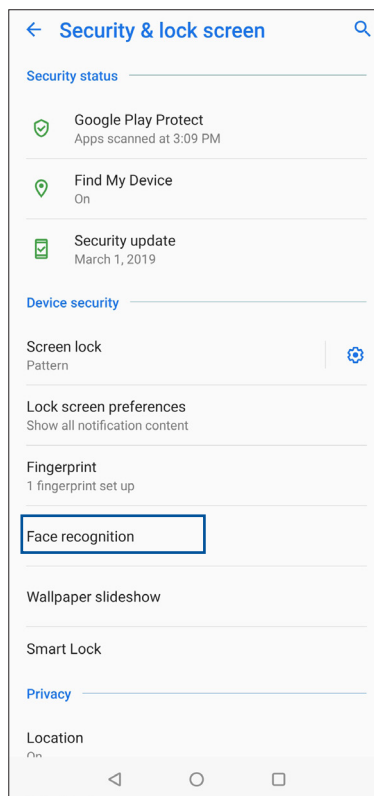 Security & lock screen
Security status
Google Play Protect
Apps scanned at 3:09 PM
Find My Device
On
Security update
March 1, 2019
Device security
Screen lock
Pattern
Lock screen preferences
Show all notification content
Fingerprint
1 fingerprint set up
Face recognition
Wallpaper slideshow
Smart Lock
Privacy
Location
On